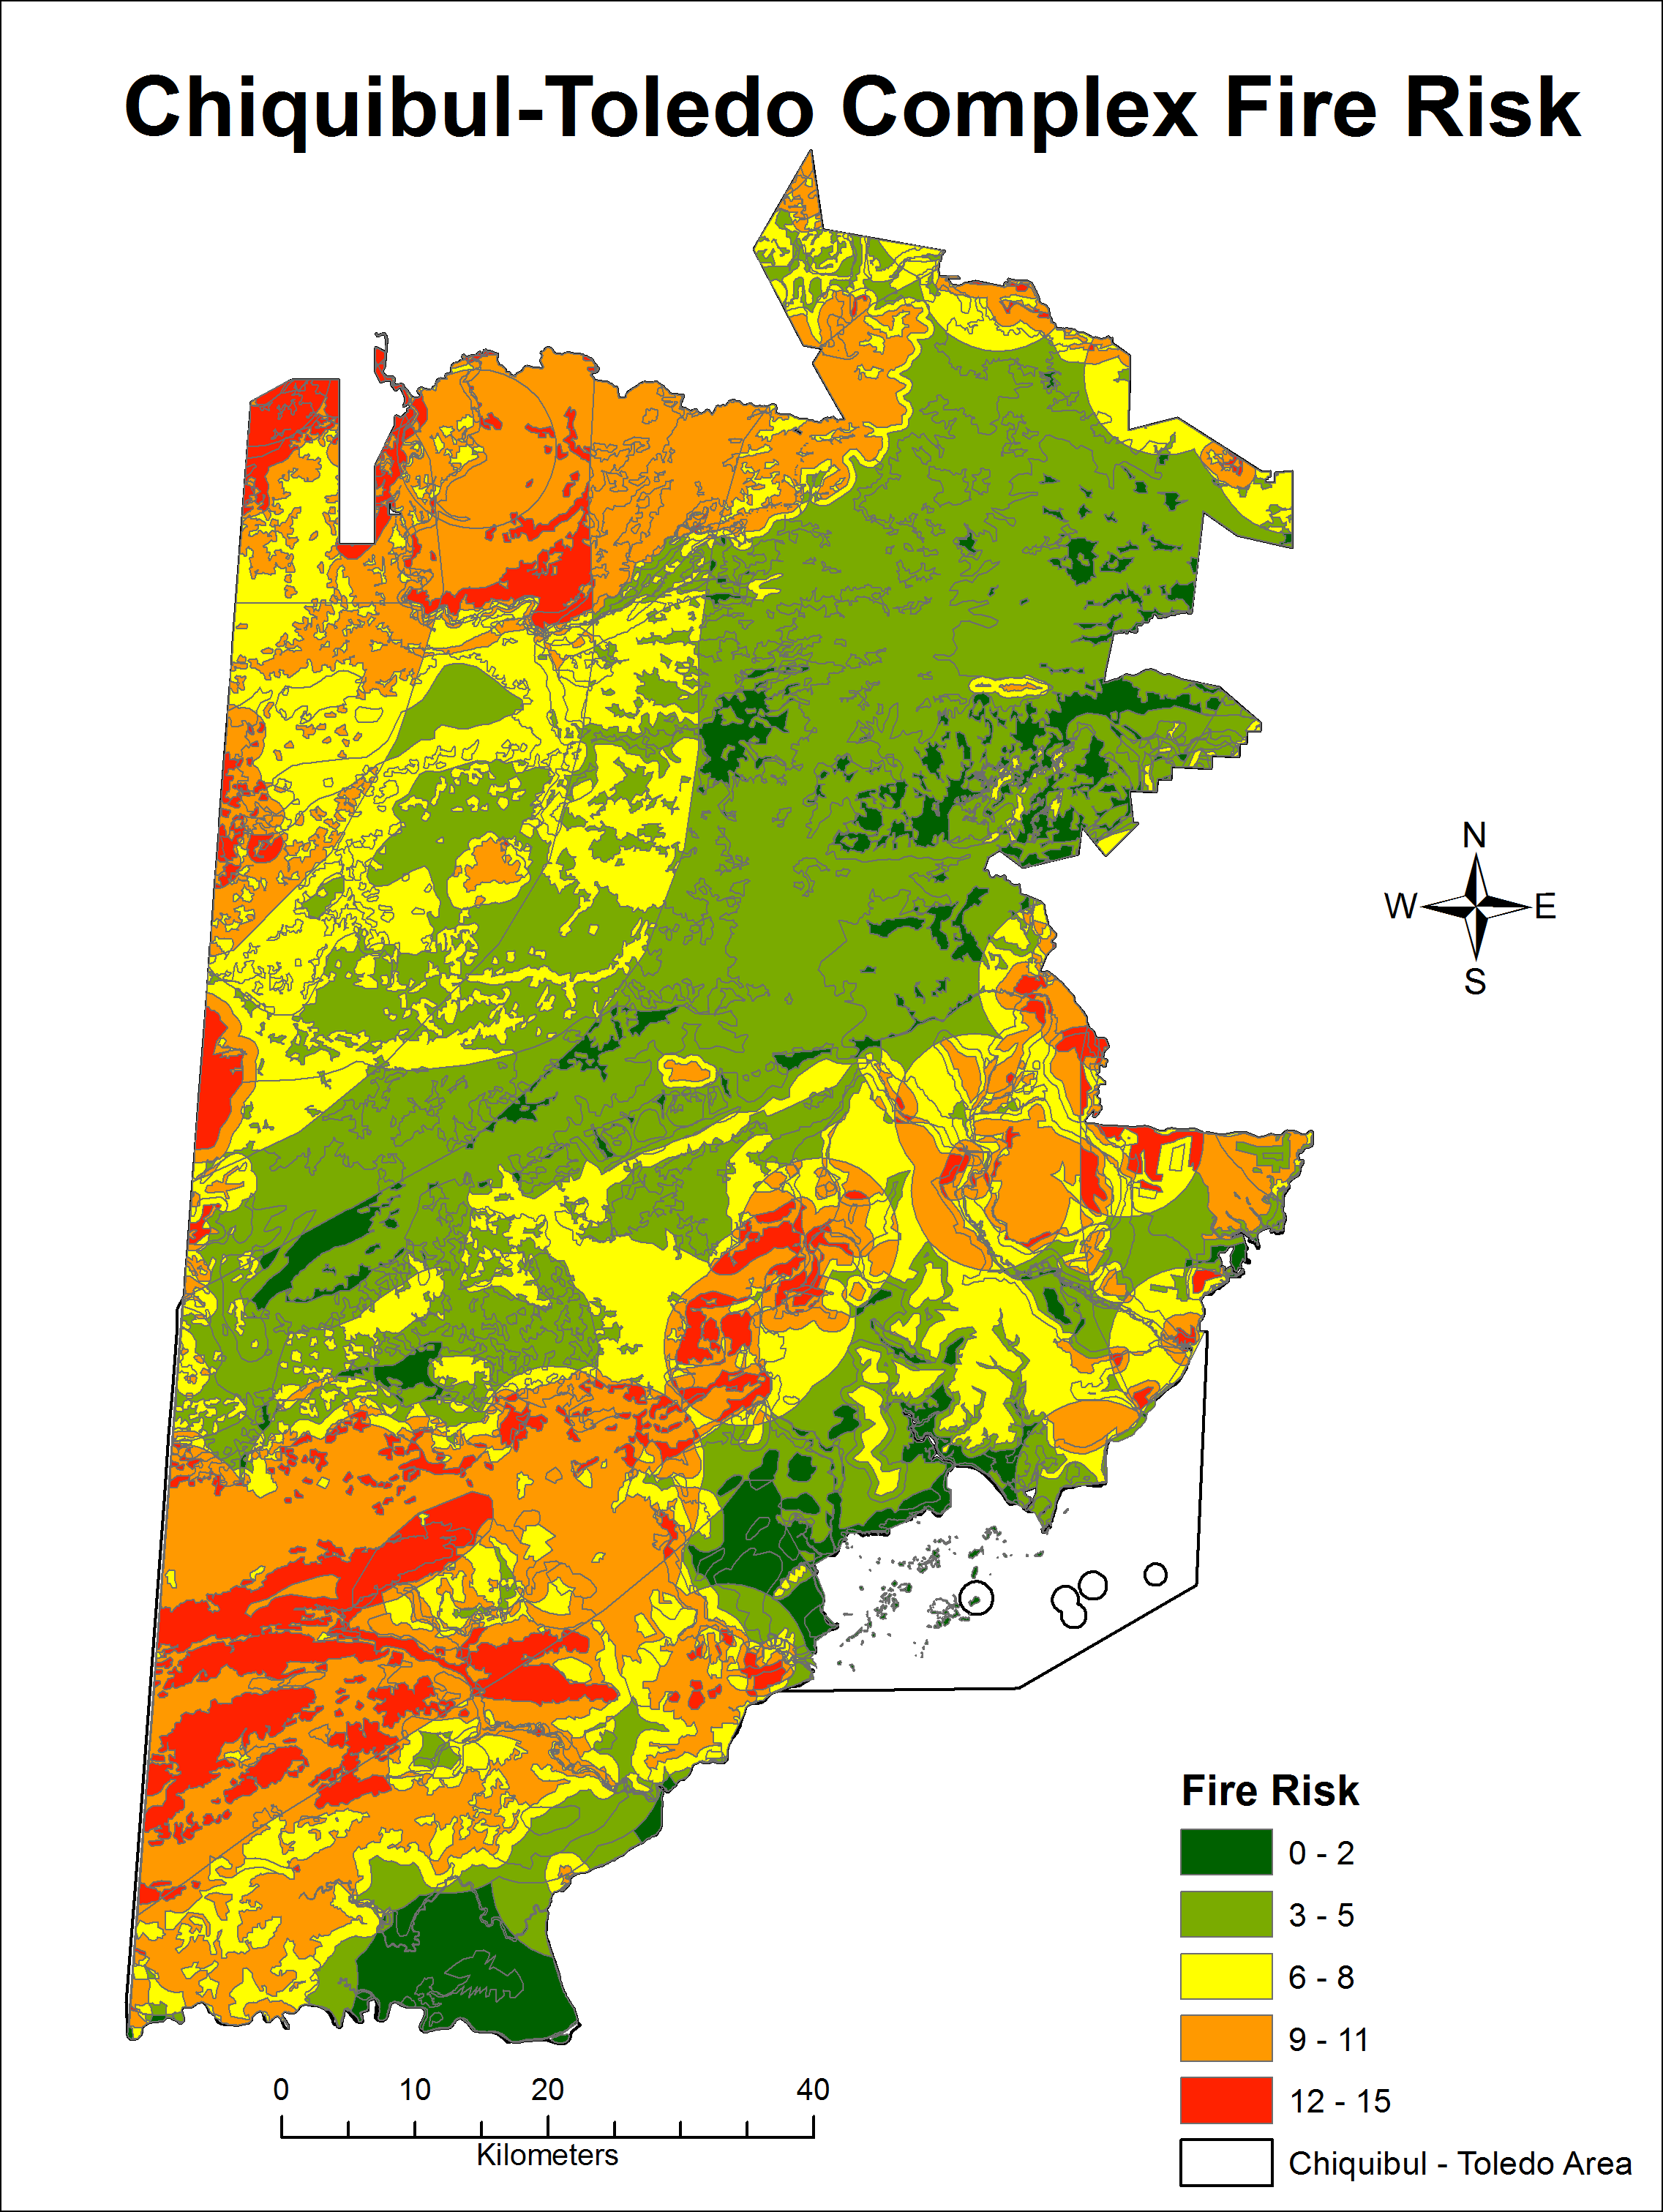 Chiquibul-Toledo Complex Fire Risk
N
W E
S
Fire Risk
0 - 2
3 - 5
6 - 8
9 - 11
12 - 15
Chiquibul - Toledo Area
0 10 20 40
Kilometers